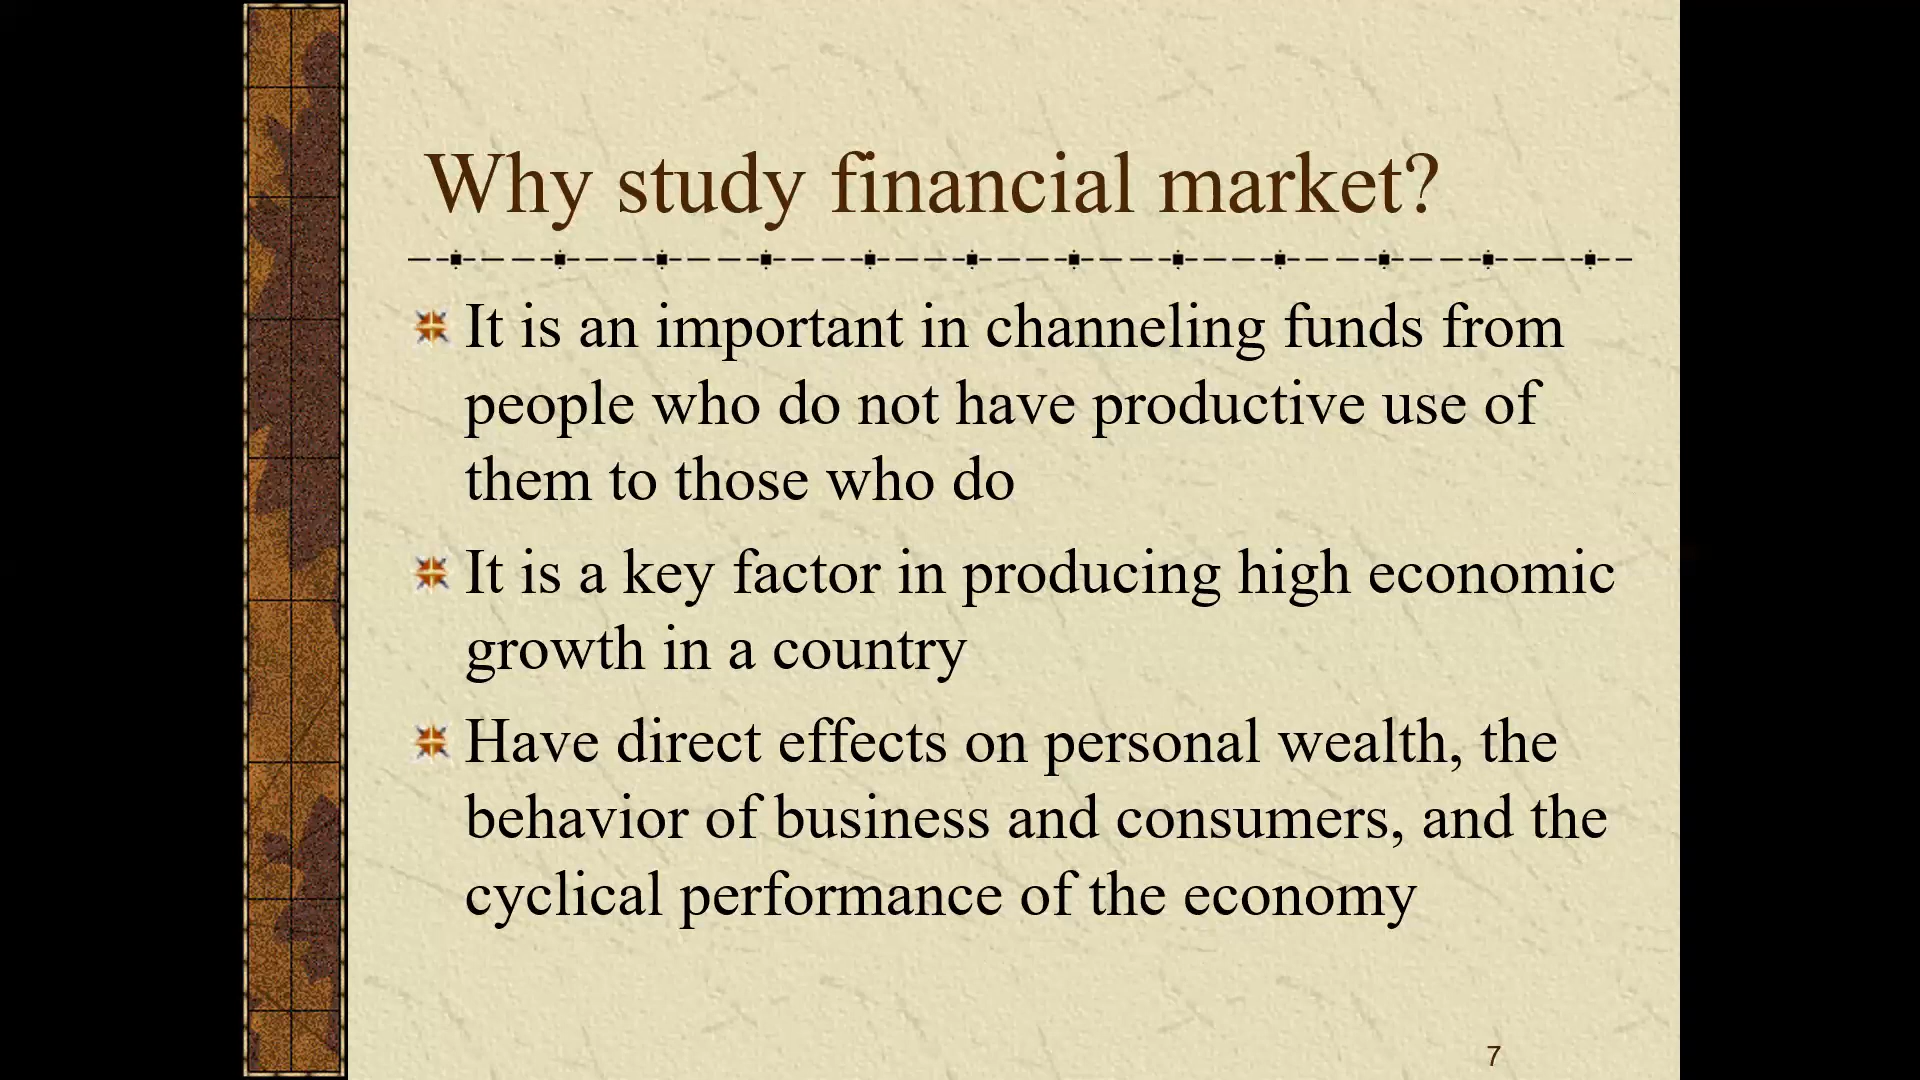 Why study financial market?
It is an important in channeling funds from
people who do not have productive use of
them to those who do
It is a key factor in producing high economic
growth in a country
Have direct effects on personal wealth, the
behavior of business and consumers, and the
cyclical performance of the economy
7